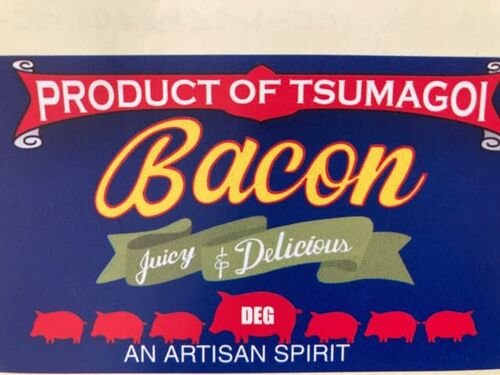 PRODUCT OF TSUMAGOI
Bacon
Juicy & Delicious
DEG
AN ARTISAN SPIRIT